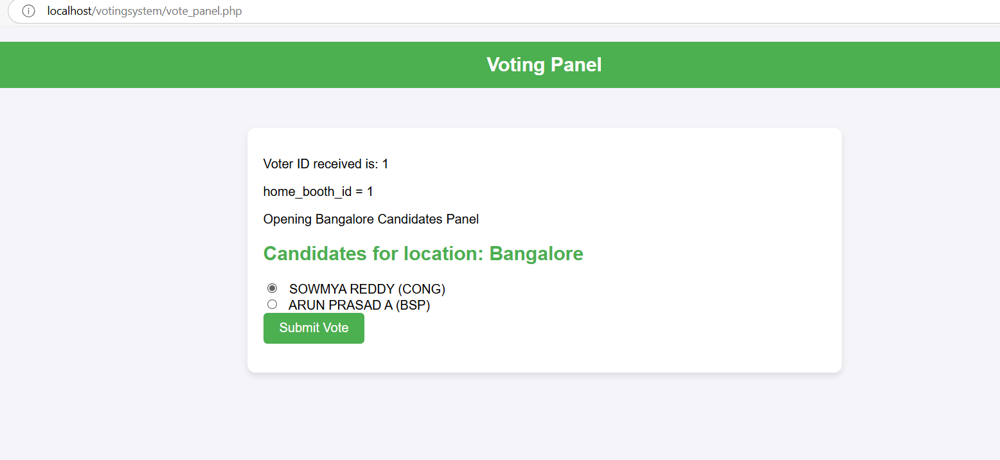 localhost/votingsystem/vote_panel.php
Voting Panel
Voter ID received is: 1
home_booth_id = 1
Opening Bangalore Candidates Panel
Candidates for location: Bangalore
SOWMYA REDDY (CONG)
ARUN PRASAD A (BSP)
Submit Vote